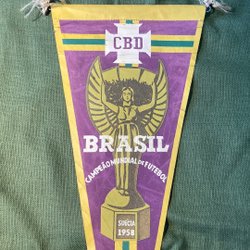 CBD
BRASIL
CAMPEÃO MUNDIAL DE FUTEBOL
SUÉCIA
1958